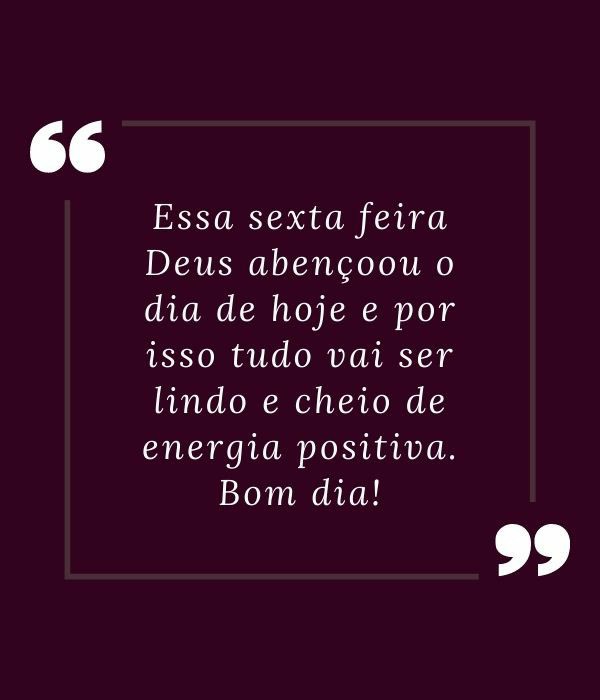 Essa sexta feira
Deus abençoou o
dia de hoje e por
isso tudo vai ser
lindo e cheio de
energia positiva.
Bom dia!